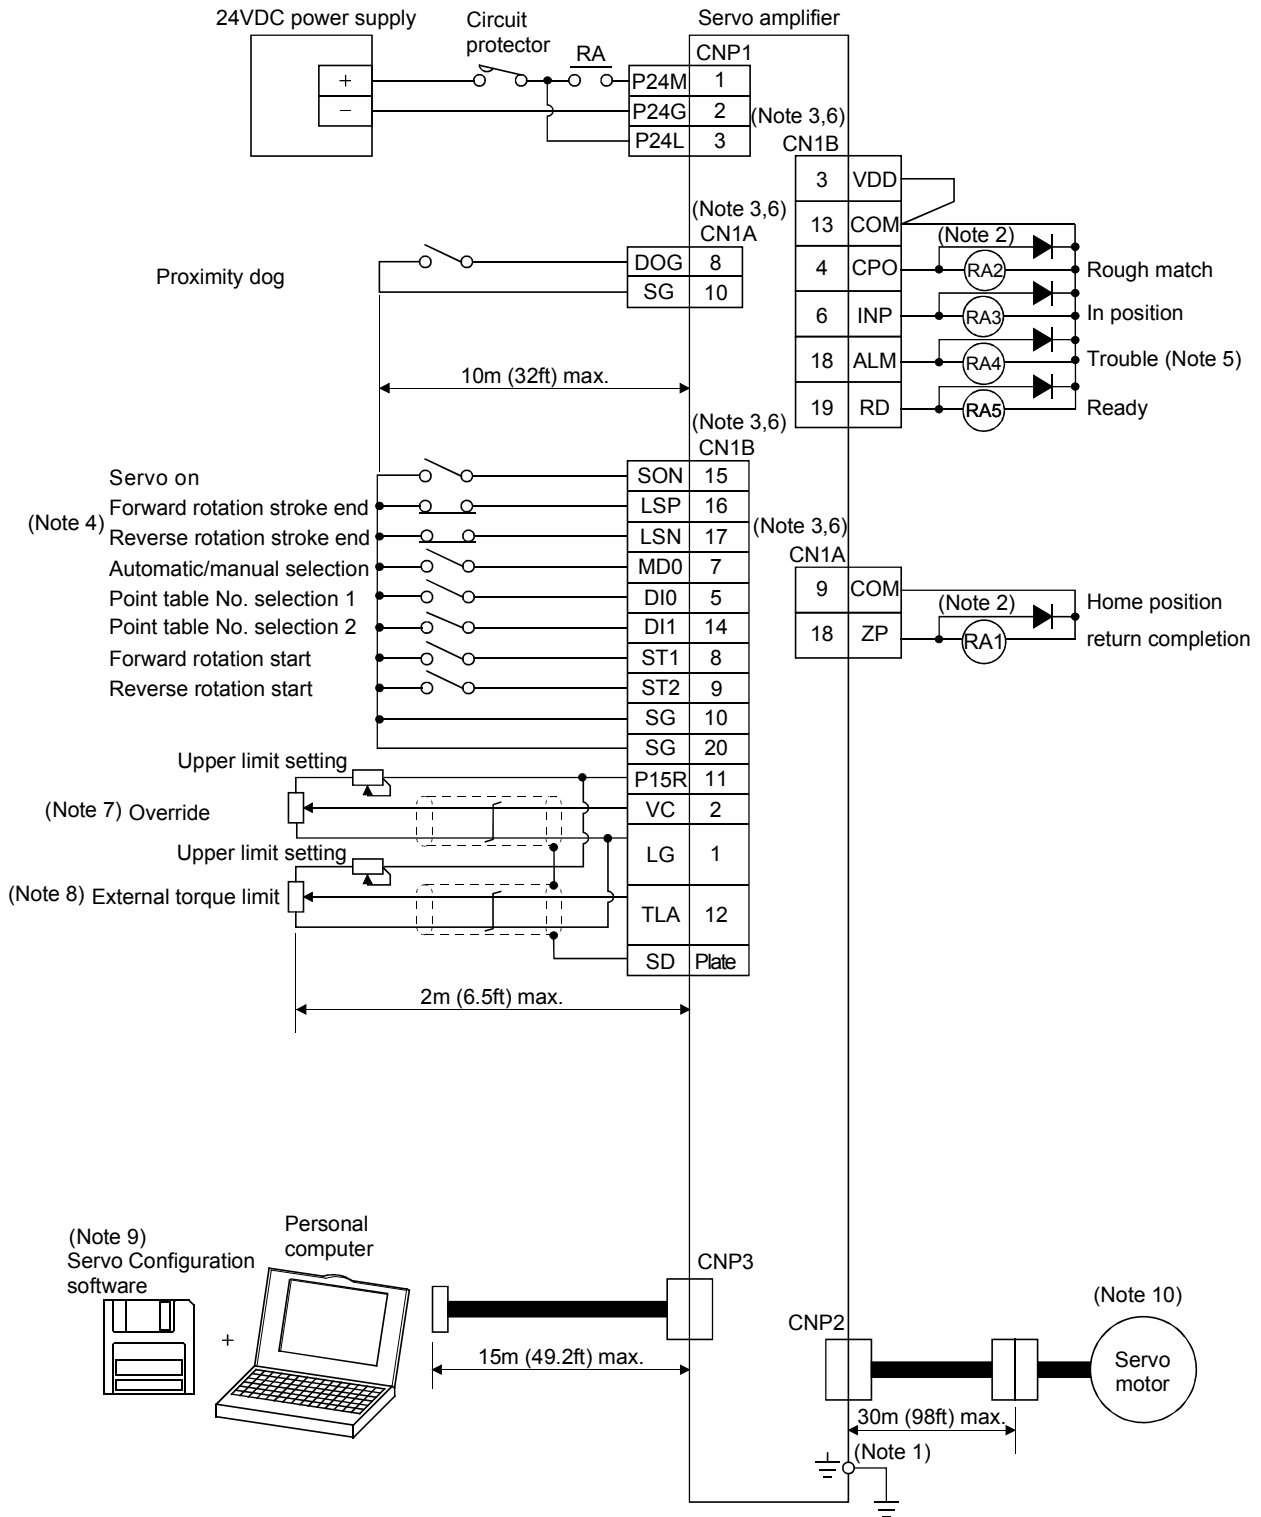 24VDC power supply
Circuit
protector
RA
Servo amplifier
CNP1
+
−
P24M 1
P24G 2
P24L 3
(Note 3,6)
CN1B
3 VDD
13 COM
(Note 2)
4 CPO RA2 Rough match
6 INP RA3 In position
18 ALM RA4 Trouble (Note 5)
19 RD RA5 Ready
(Note 3,6)
CN1A
Proximity dog
DOG 8
SG 10
10m (32ft) max.
(Note 3,6)
CN1B
Servo on SON 15
(Note 4)
Forward rotation stroke end LSP 16
Reverse rotation stroke end LSN 17
Automatic/manual selection MD0 7
Point table No. selection 1 DI0 5
Point table No. selection 2 DI1 14
Forward rotation start ST1 8
Reverse rotation start ST2 9
SG 10
SG 20
(Note 3,6)
CN1A
9 COM
(Note 2)
18 ZP RA1
Home position
return completion
Upper limit setting
P15R 11
(Note 7) Override
VC 2
Upper limit setting
LG 1
(Note 8) External torque limit
TLA 12
SD Plate
2m (6.5ft) max.
(Note 9)
Servo Configuration
software
+
Personal
computer
CNP3
15m (49.2ft) max.
CNP2
(Note 10)
Servo
motor
30m (98ft) max.
(Note 1)